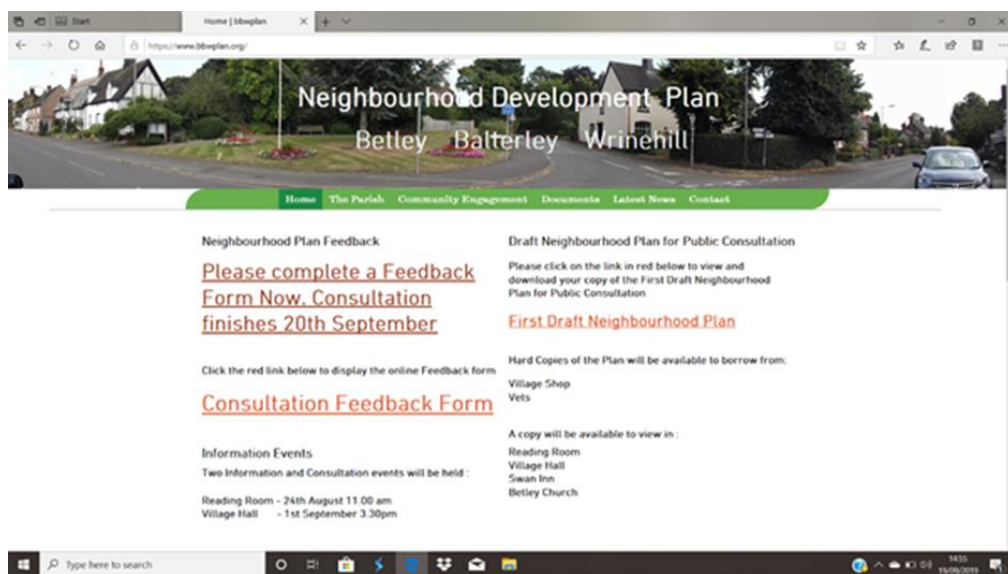 Start
Home | bbwplan
https://www.bbwplan.org/
Neighbourhood Development Plan
Betley Balterley Wrinehill
Home The Parish Community Engagement Documents Latest News Contact
Neighbourhood Plan Feedback
Please complete a Feedback
Form Now. Consultation
finishes 20th September
Click the red link below to display the online Feedback form
Consultation Feedback Form
Information Events
Two Information and Consultation events will be held :
Reading Room - 24th August 11.00 am
Village Hall - 1st September 3.30pm
Draft Neighbourhood Plan for Public Consultation
Please click on the link in red below to view and
download your copy of the First Draft Neighbourhood
Plan for Public Consultation
First Draft Neighbourhood Plan
Hard Copies of the Plan will be available to borrow from:
Village Shop
Vets
A copy will be available to view in :
Reading Room
Village Hall
Swan Inn
Betley Church
Type here to search
14:55
19/09/2019